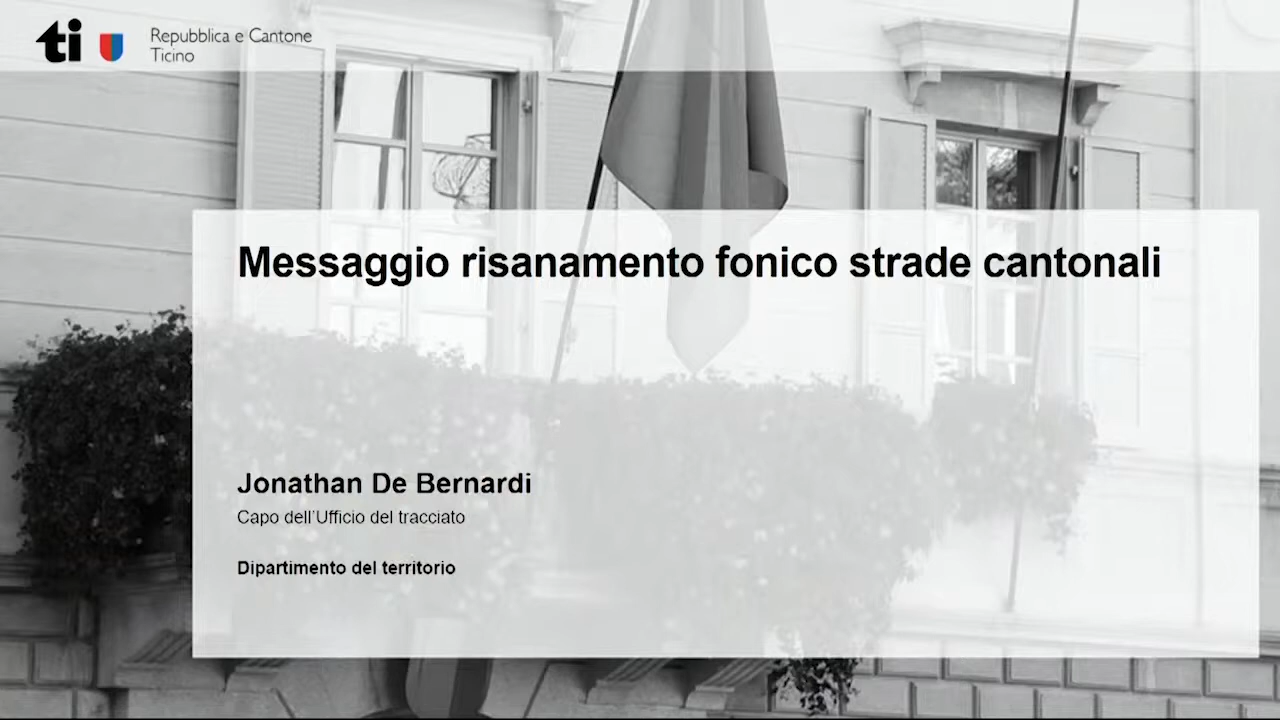 ti
Repubblica e Cantone
Ticino
Messaggio risanamento fonico strade cantonali
Jonathan De Bernardi
Capo dell'Ufficio del tracciato
Dipartimento del territorio